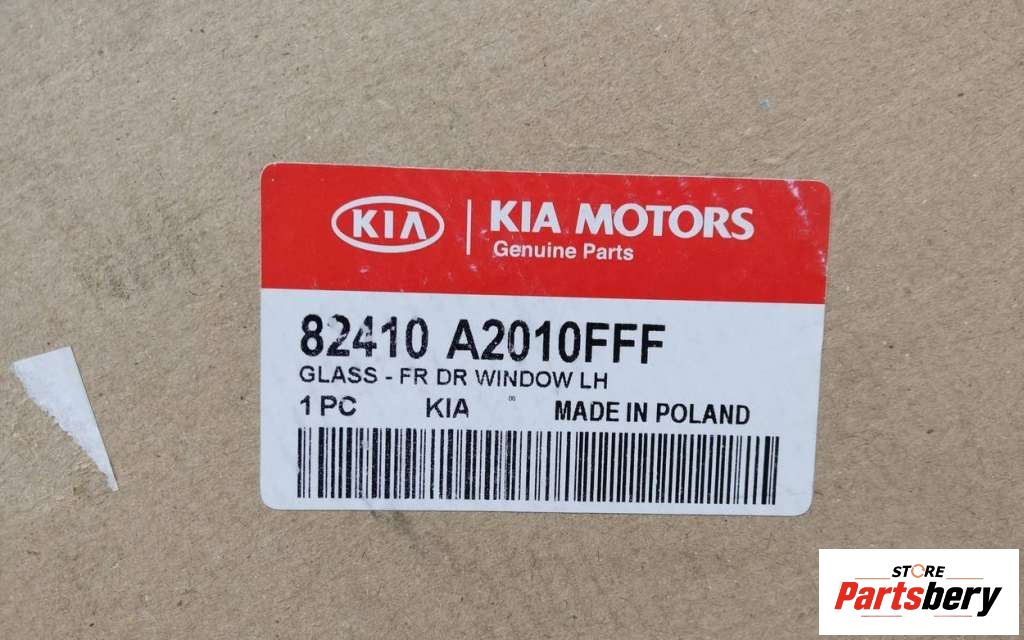 KIA | KIA MOTORS
Genuine Parts
82410 A2010FFF
GLASS - FR DR WINDOW LH
1 PC KIA 06 MADE IN POLAND
STORE
Partsbery